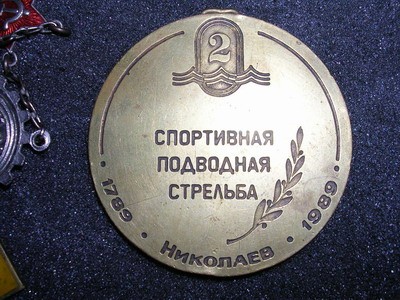 2
СПОРТИВНАЯ
ПОДВОДНАЯ
СТРЕЛЬБА
· 1789 · НИКОЛАЕВ · 1989 ·